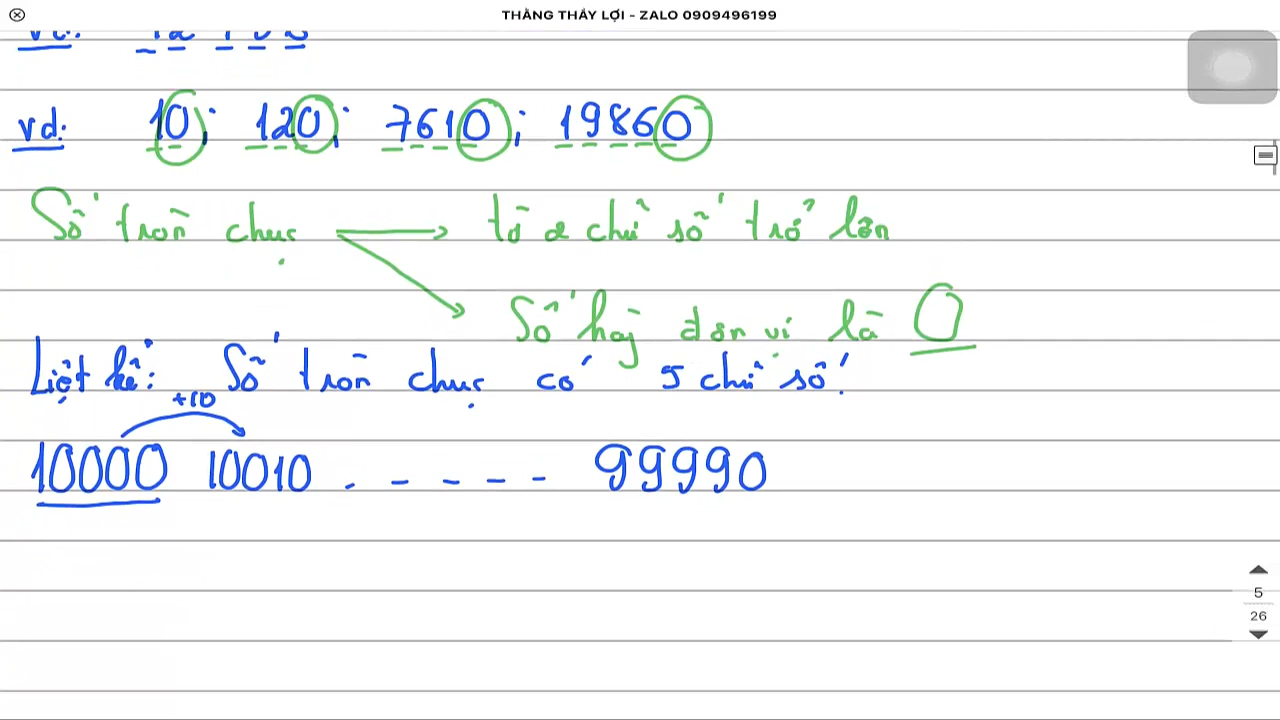 THẰNG THẦY LỢI - ZALO 0909496199
vd: 10; 120; 7610; 19860
Số tròn chục → từ 2 chữ số trở lên
Số hàng đơn vị là 0
Liệt kê: Số tròn chục có 5 chữ số!
+10
10000 10010 . - - - - 99990
5
26